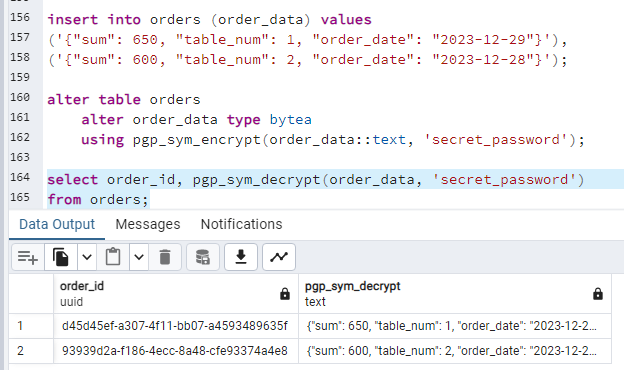 156 insert into orders (order_data) values
157 ('{"sum": 650, "table_num": 1, "order_date": "2023-12-29"}'),
158 ('{"sum": 600, "table_num": 2, "order_date": "2023-12-28"}');
159
160 alter table orders
161     alter order_data type bytea
162     using pgp_sym_encrypt(order_data::text, 'secret_password');
163
164 select order_id, pgp_sym_decrypt(order_data, 'secret_password')
165 from orders;
Data Output Messages Notifications
order_id pgp_sym_decrypt
uuid text
1 d45d45ef-a307-4f11-bb07-a4593489635f {"sum": 650, "table_num": 1, "order_date": "2023-12-2...
2 93939d2a-f186-4ecc-8a48-cfe93374a4e8 {"sum": 600, "table_num": 2, "order_date": "2023-12-2...